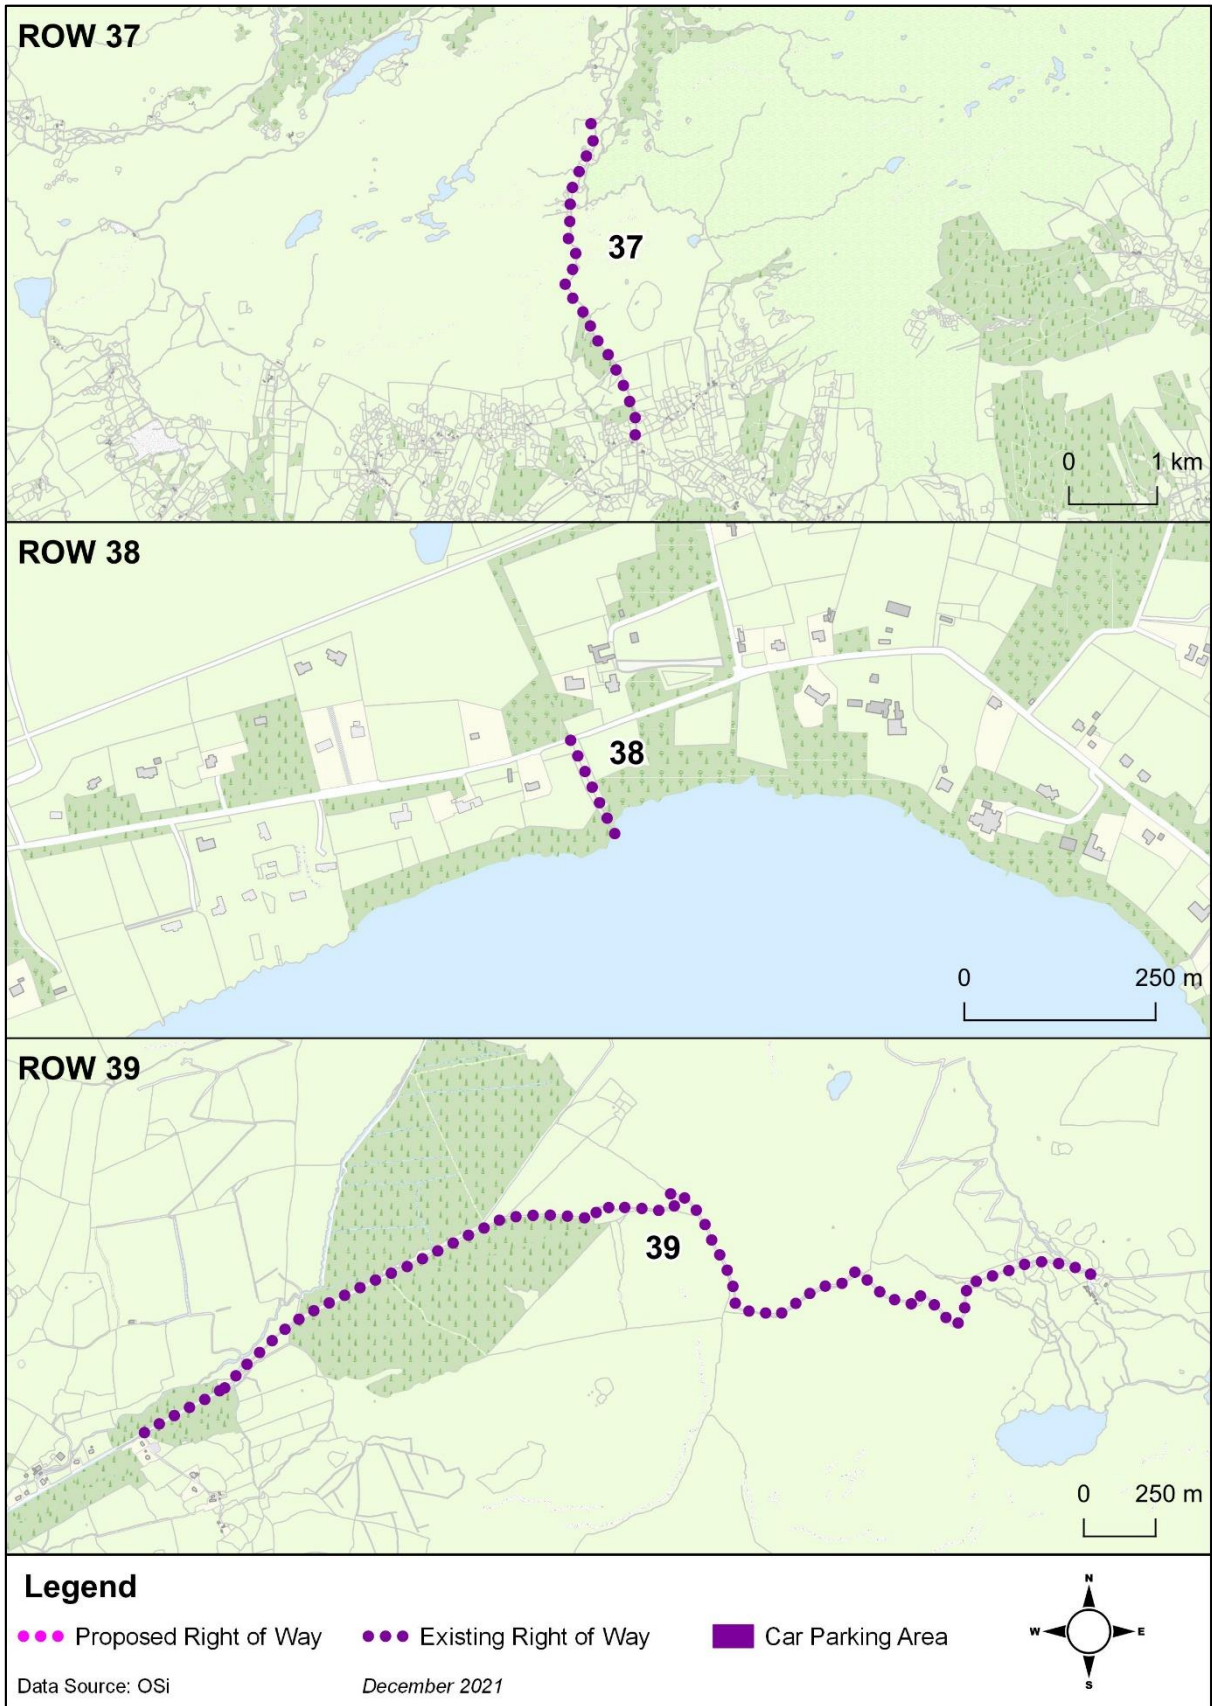 ROW 37
37
0 1 km
ROW 38
38
0 250 m
ROW 39
39
0 250 m
Legend
Proposed Right of Way Existing Right of Way Car Parking Area
N
W E
S
Data Source: OSi December 2021